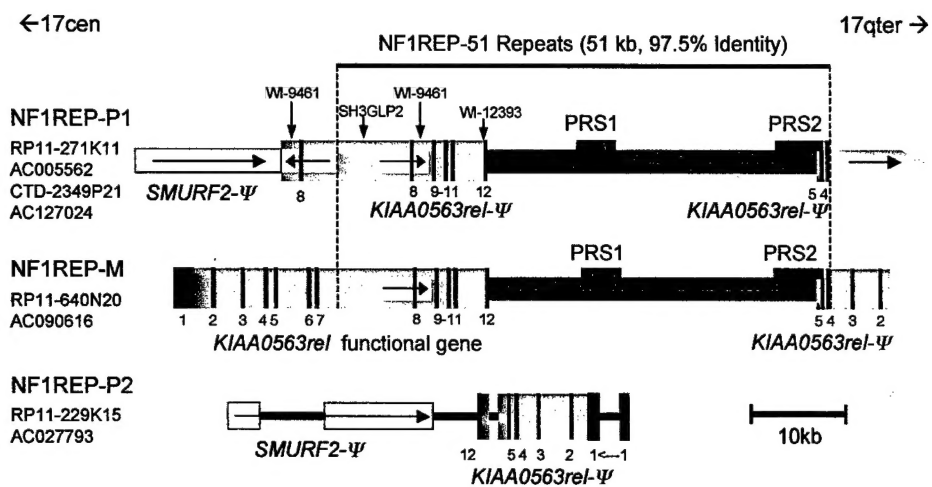 ←17cen 17qter→
NF1REP-51 Repeats (51 kb, 97.5% Identity)
WI-9461 SH3GLP2 WI-9461 WI-12393
NF1REP-P1 PRS1 PRS2
RP11-271K11
AC005562
CTD-2349P21
AC127024
SMURF2-Ψ
8 8 9-11 12 5 4
KIAA0563rel-Ψ KIAA0563rel-Ψ
NF1REP-M PRS1 PRS2
RP11-640N20
AC090616
1 2 3 4 5 6 7 8 9-11 12 5 4 3 2
KIAA0563rel functional gene KIAA0563rel-Ψ
NF1REP-P2
RP11-229K15
AC027793
SMURF2-Ψ
12 5 4 3 2 1<---1
KIAA0563rel-Ψ
10kb